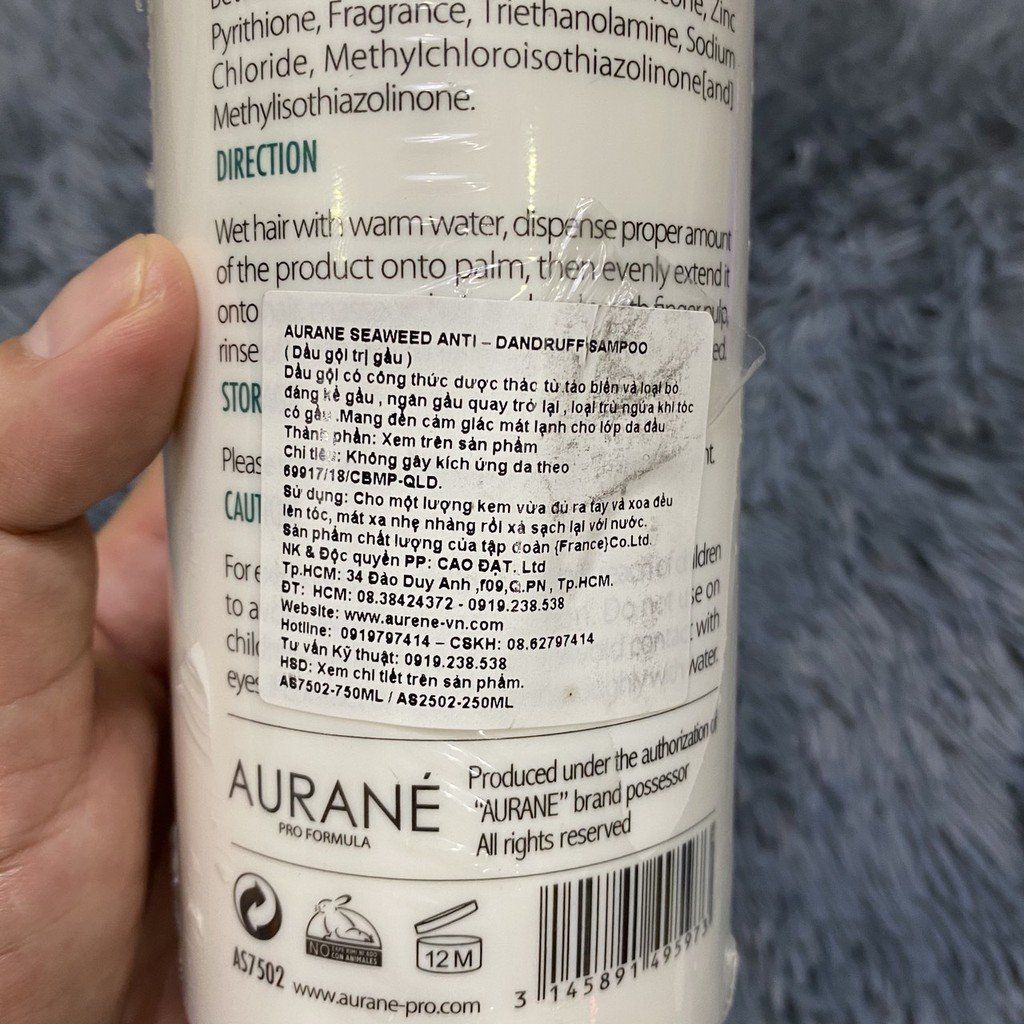 Zinc
Pyrithione, Fragrance, Triethanolamine, Sodium
Chloride, Methylchloroisothiazolinone[and]
Methylisothiazolinone.
DIRECTION
Wet hair with warm water, dispense proper amount
of the product onto palm, then evenly extend it
onto
rinse
AURANE SEAWEED ANTI – DANDRUFF SAMPOO
( Dầu gội trị gầu )
Dầu gội có công thức dược thảo từ tảo biển và loại bỏ
đáng kể gầu , ngăn gầu quay trở lại , loại trừ ngứa khi tóc
có gầu .Mang đến cảm giác mát lạnh cho lớp da đầu
Thành phần: Xem trên sản phẩm
Chỉ tiêu: Không gây kích ứng da theo
69917/18/CBMP-QLD.
Sử dụng: Cho một lượng kem vừa đủ ra tay và xoa đều
lên tóc, mát xa nhẹ nhàng rồi xả sạch lại với nước.
Sản phẩm chất lượng của tập đoàn {France}Co.Ltd.
NK & Độc quyền PP: CAO ĐẠT. Ltd
Tp.HCM: 34 Đào Duy Anh ,f09,Q.PN , Tp.HCM.
ĐT: HCM: 08.38424372 - 0919.238.538
Website: www.aurene-vn.com
Hotline: 0919797414 – CSKH: 08.62797414
Tư vấn Kỹ thuật: 0919.238.538
HSD: Xem chi tiết trên sản phẩm.
AS7502-750ML / AS2502-250ML
AURANÉ
PRO FORMULA
Produced under the authorization of
"AURANE" brand possessor
All rights reserved
NO
CON ANIMALES
12 M
AS7502
www.aurane-pro.com
3 145891 495973